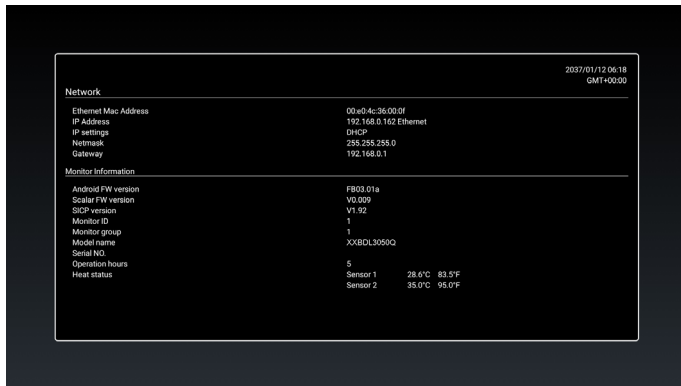 2037/01/12 06:18
GMT+00:00
Network
Ethernet Mac Address 00:e0:4c:36:00:0f
IP Address 192.168.0.162 Ethernet
IP settings DHCP
Netmask 255.255.255.0
Gateway 192.168.0.1
Monitor Information
Android FW version FB03.01a
Scalar FW version V0.009
SICP version V1.92
Monitor ID 1
Monitor group 1
Model name XXBDL3050Q
Serial NO.
Operation hours 5
Heat status Sensor 1 28.6°C 83.5°F
Sensor 2 35.0°C 95.0°F